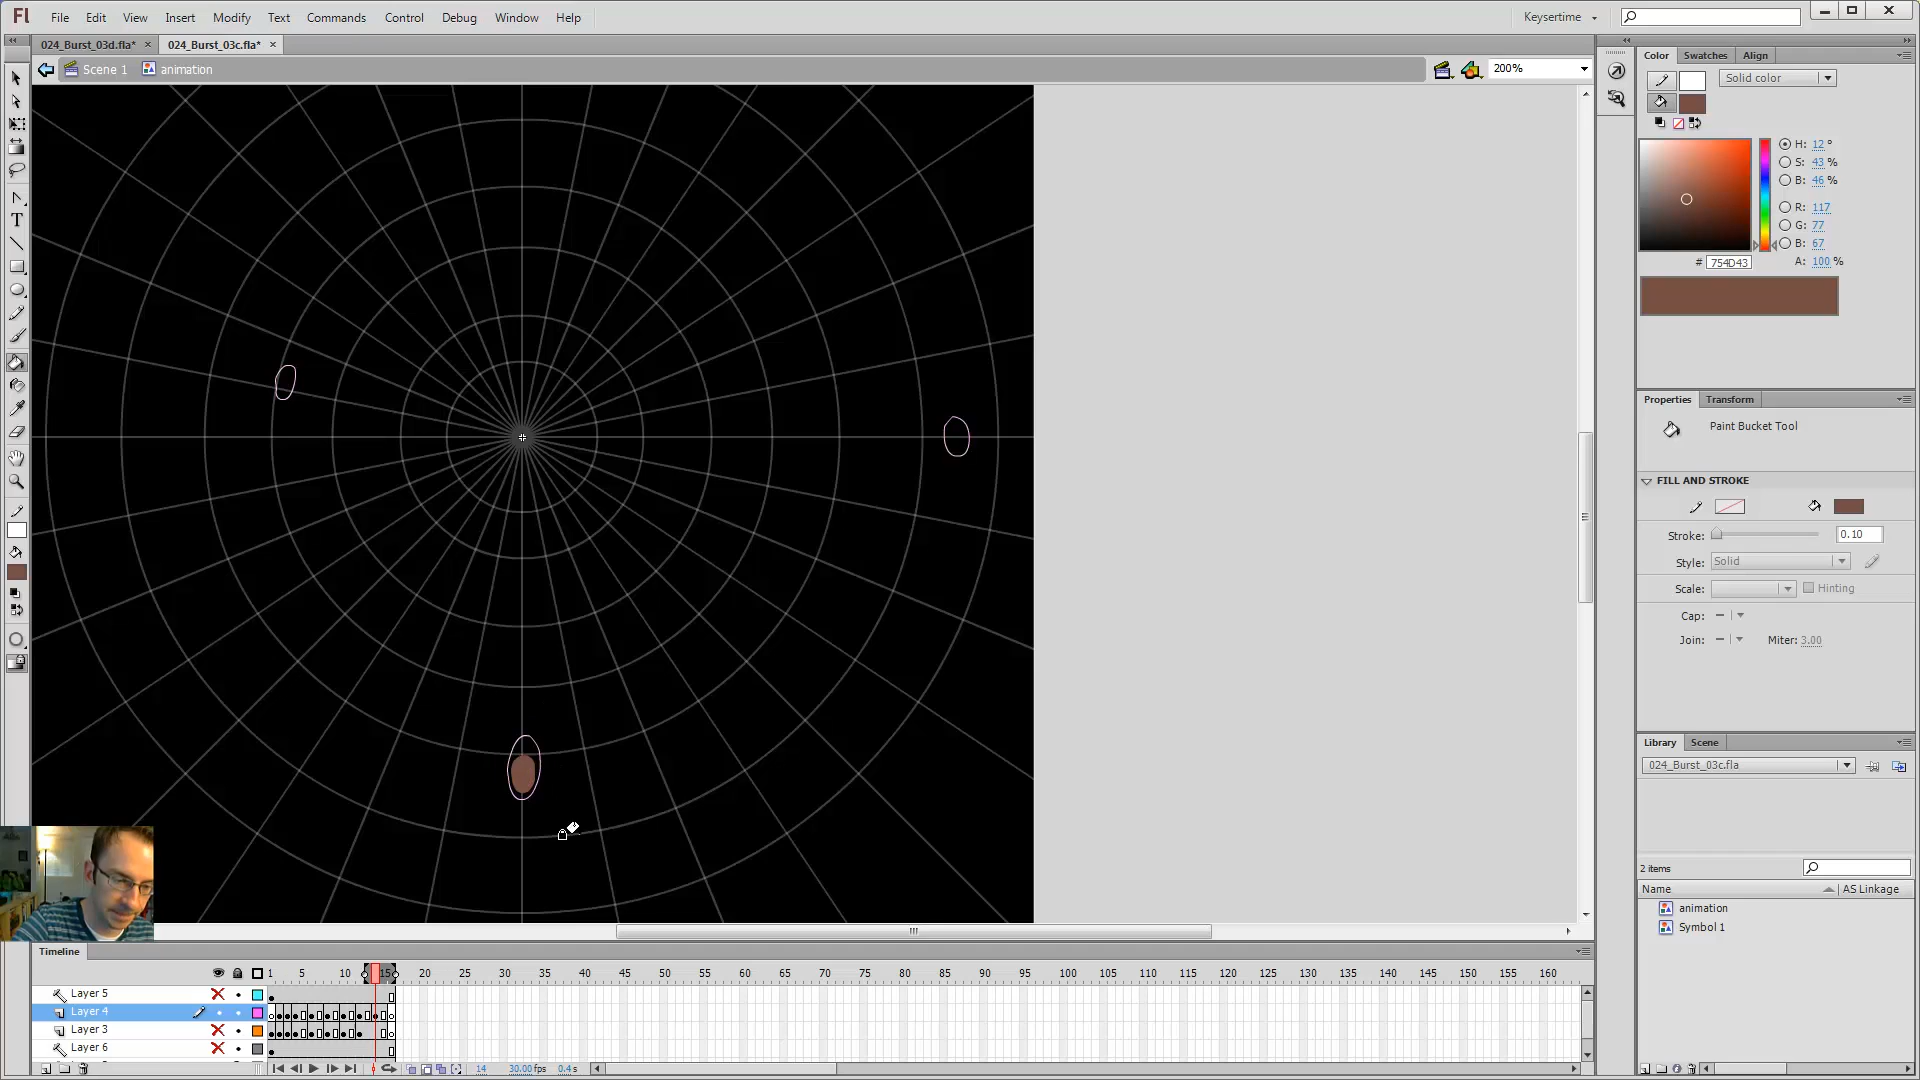 Fl File Edit View Insert Modify Text Commands Control Debug Window Help Keysertime
024_Burst_03d.fla* × 024_Burst_03c.fla* ×
Scene 1 animation 200%
Color Swatches Align
Solid color
H: 12 °
S: 43 %
B: 46 %
R: 117
G: 77
B: 67
# 754D43 A: 100 %
Properties Transform
Paint Bucket Tool
FILL AND STROKE
Stroke: 0.10
Style: Solid
Scale: Hinting
Cap:
Join: Miter: 3.00
Library Scene
024_Burst_03c.fla
2 items
Name AS Linkage
animation
Symbol 1
Timeline
1 5 10 15 20 25 30 35 40 45 50 55 60 65 70 75 80 85 90 95 100 105 110 115 120 125 130 135 140 145 150 155 160
Layer 5
Layer 4
Layer 3
Layer 6
14 30.00fps 0.4s